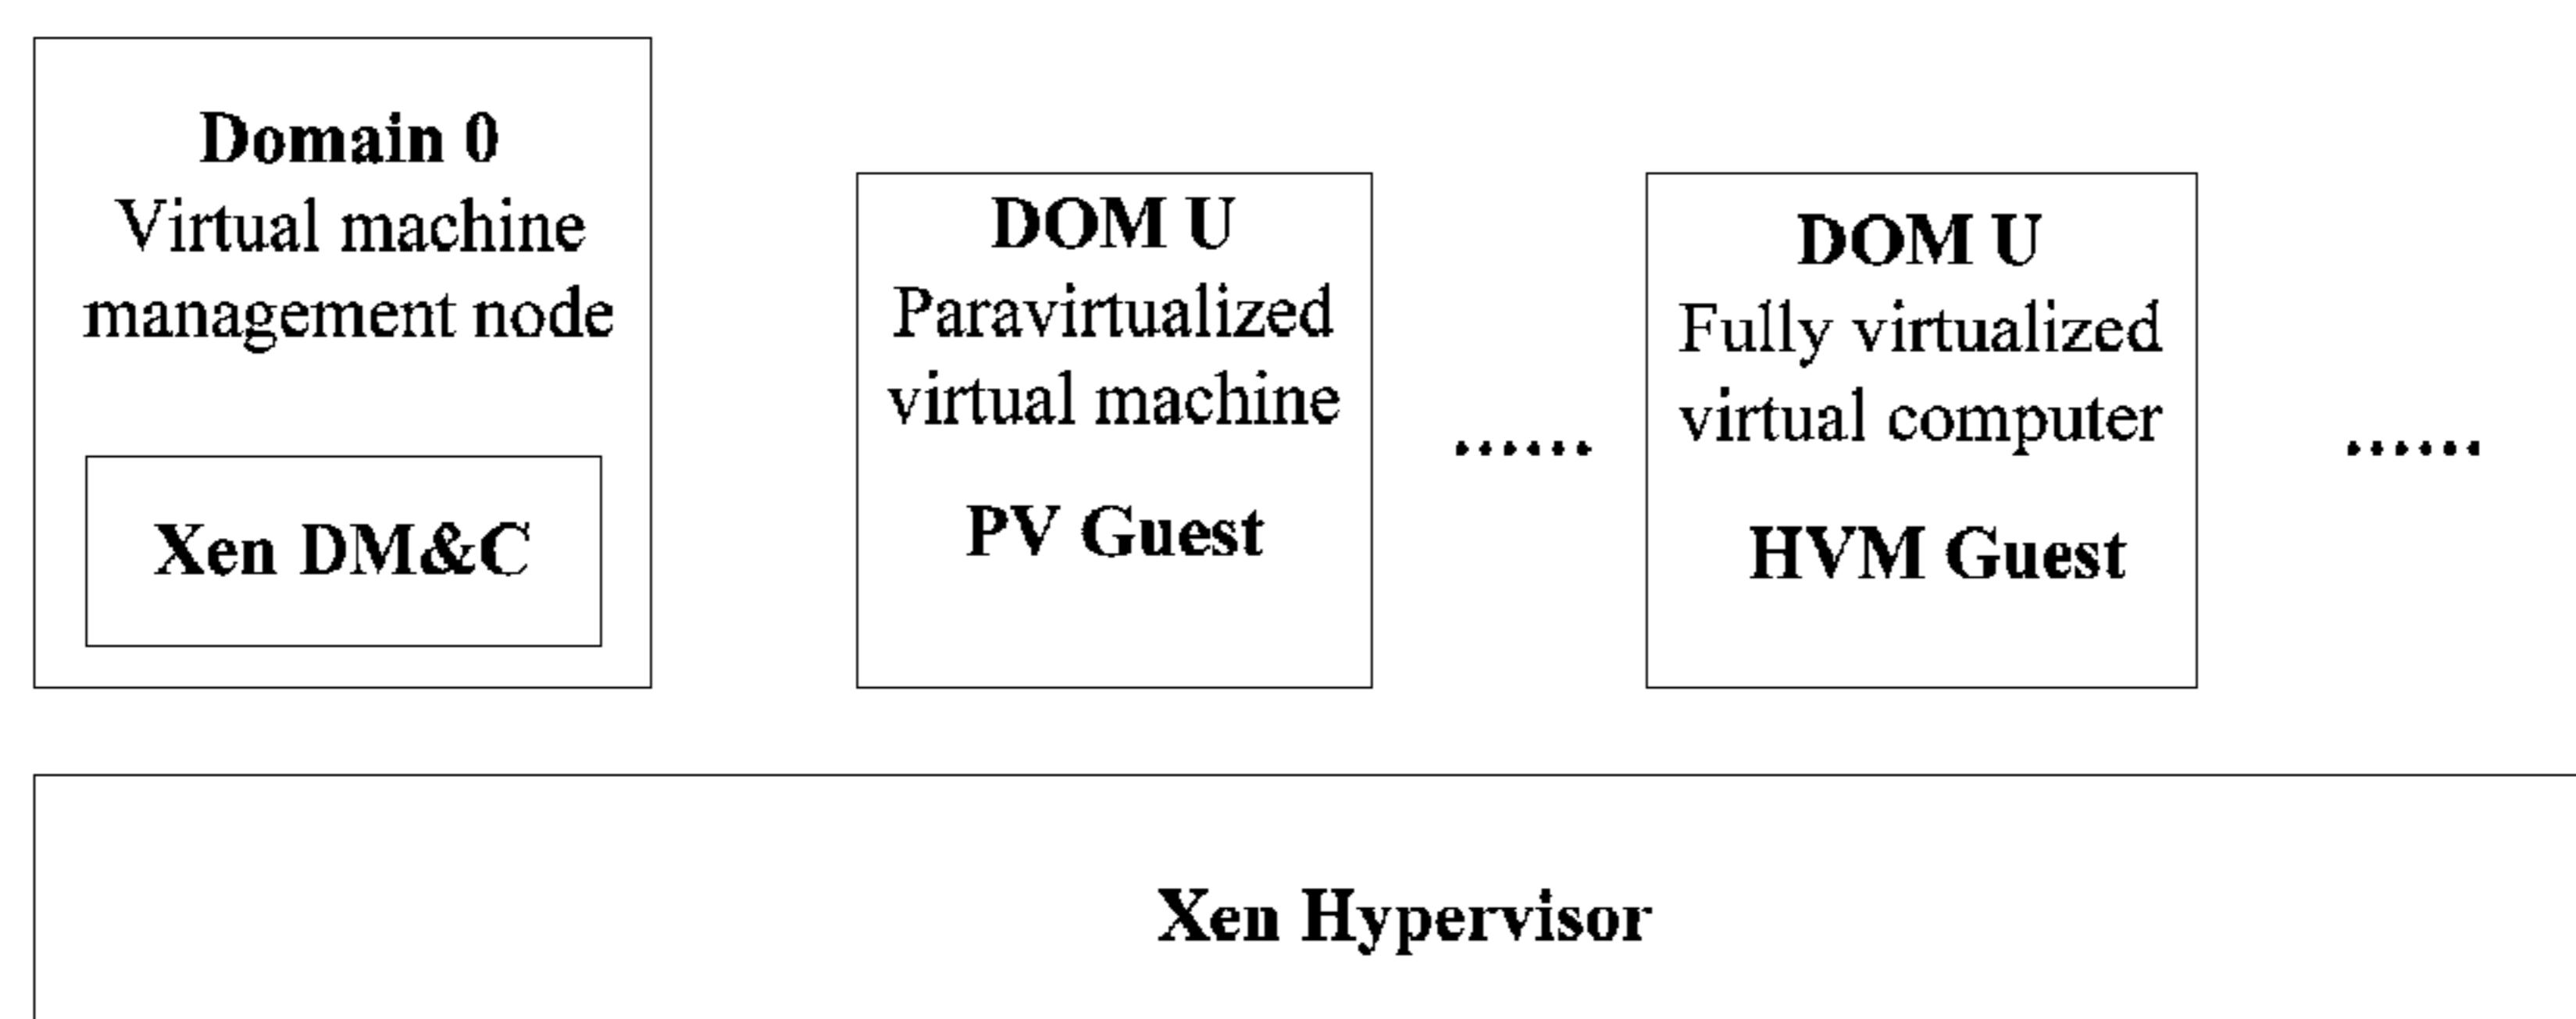 Domain 0
Virtual machine
management node
Xen DM&C
DOM U
Paravirtualized
virtual machine
PV Guest
......
DOM U
Fully virtualized
virtual computer
HVM Guest
......
Xen Hypervisor